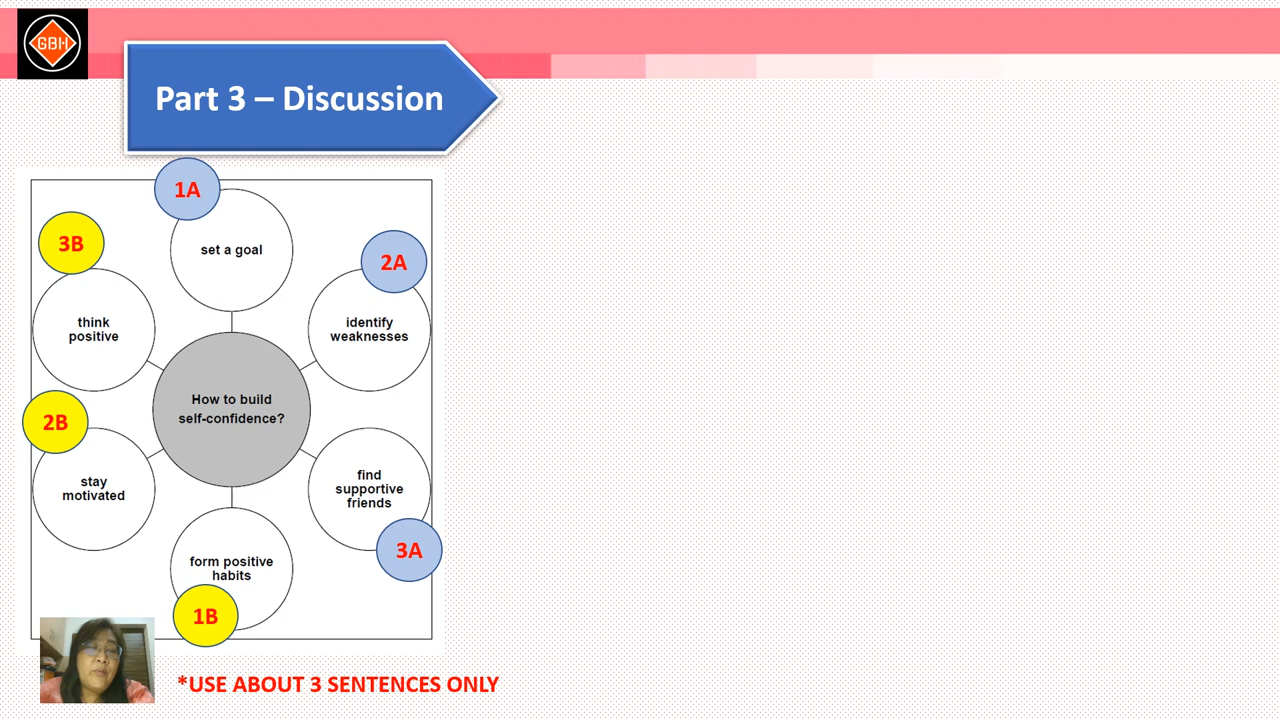 GBH
Part 3 – Discussion
1A
set a goal
3B
2A
think
positive
identify
weaknesses
How to build
self-confidence?
2B
stay
motivated
find
supportive
friends
3A
form positive
habits
1B
*USE ABOUT 3 SENTENCES ONLY